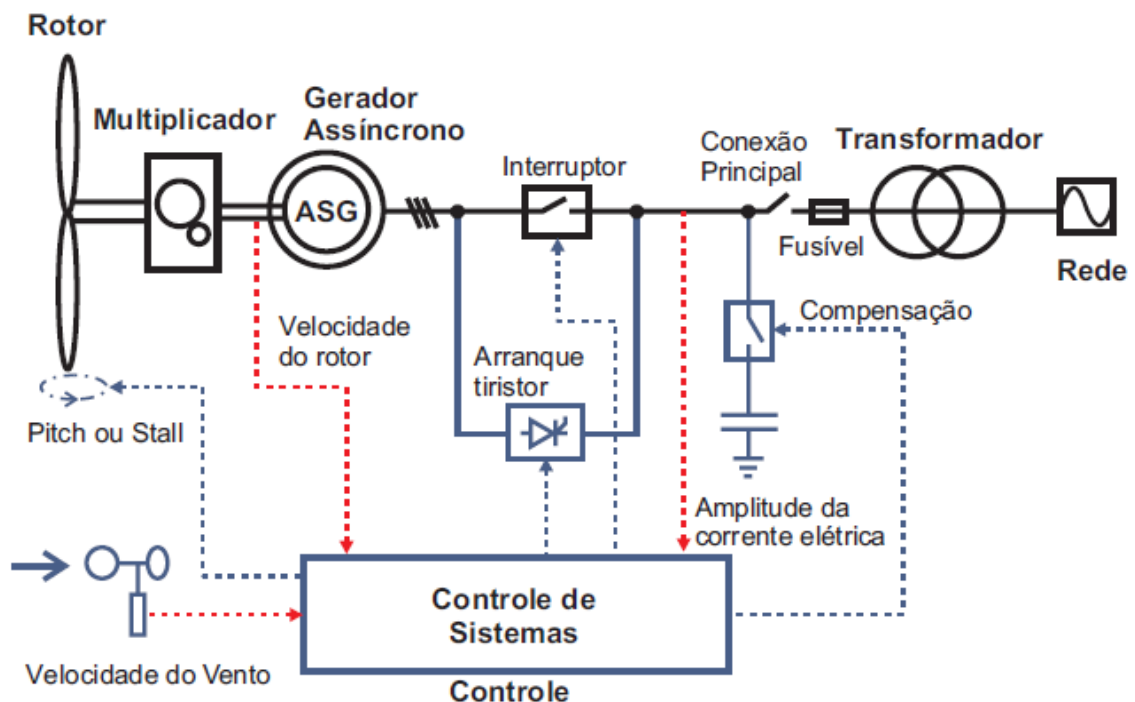 Rotor
Multiplicador
Gerador
Assíncrono
ASG
Interruptor
Conexão
Principal
Transformador
Fusível
Rede
Velocidade
do rotor
Arranque
tiristor
Compensação
Pitch ou Stall
Amplitude da
corrente elétrica
Controle de
Sistemas
Velocidade do Vento
Controle